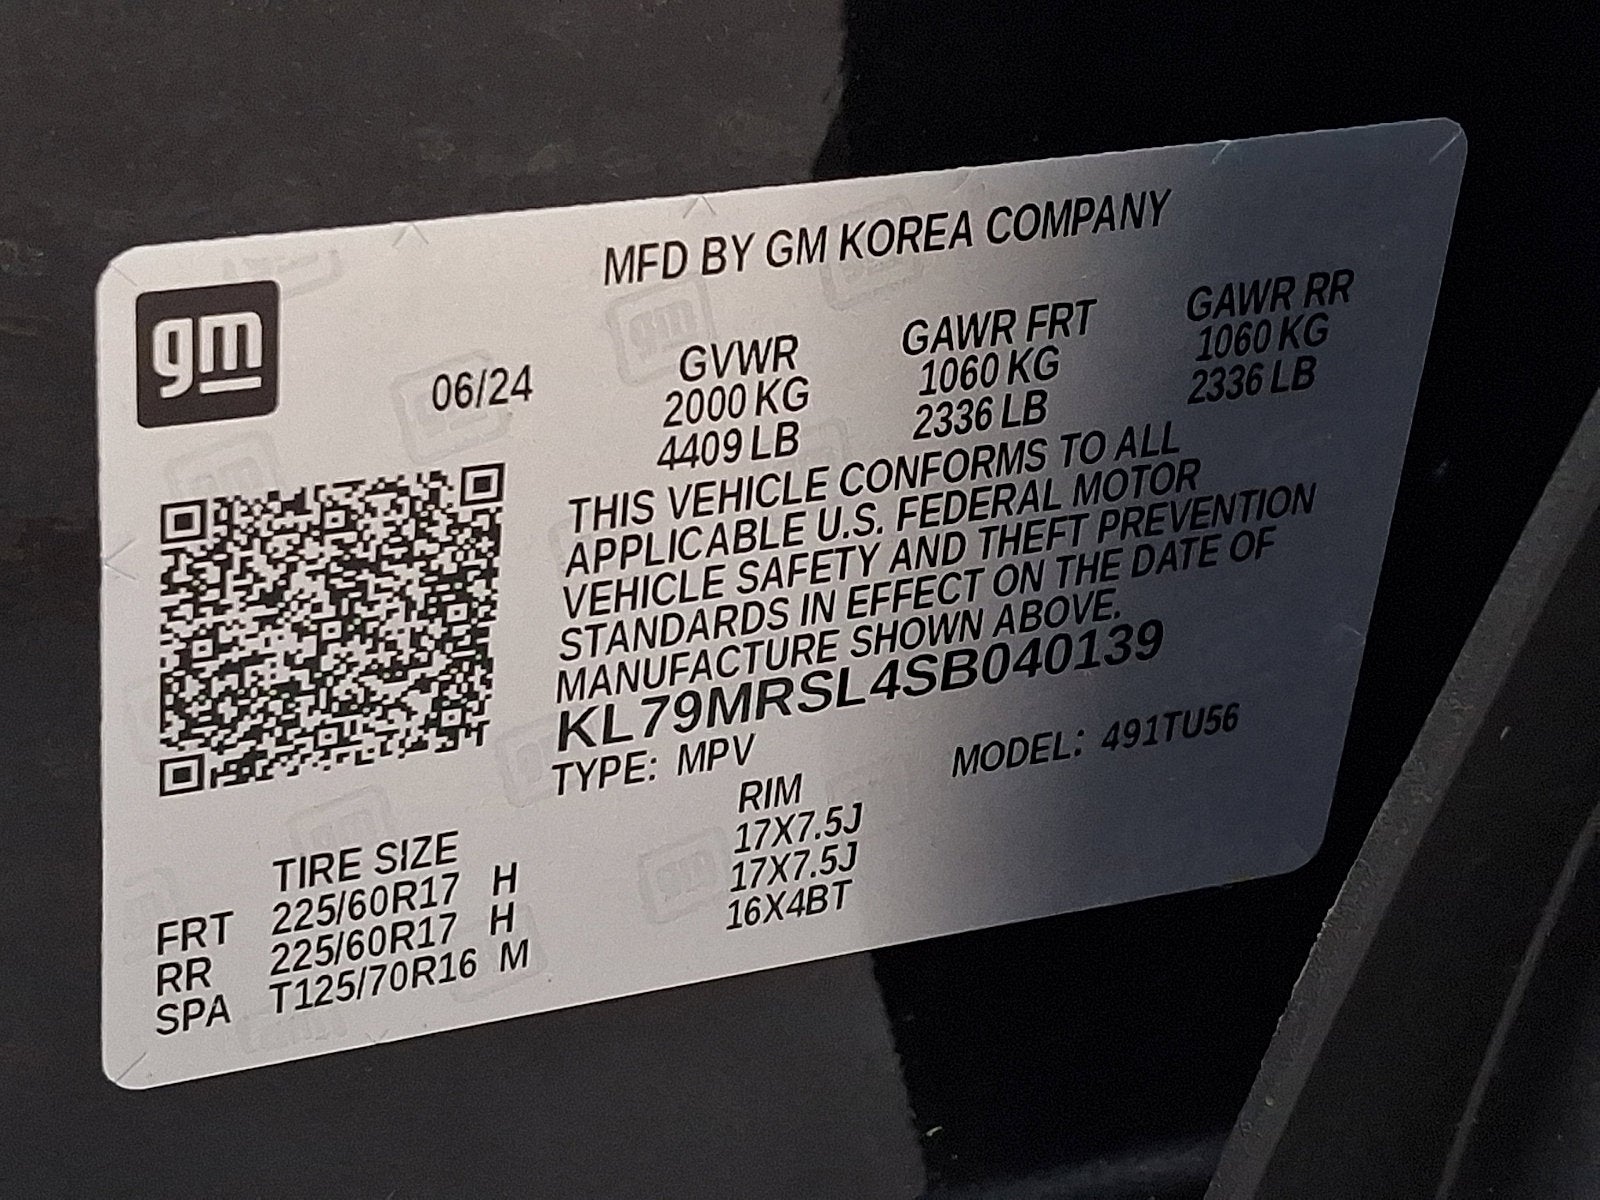 MFD BY GM KOREA COMPANY
gm
06/24
GVWR GAWR FRT GAWR RR
2000 KG 1060 KG 1060 KG
4409 LB 2336 LB 2336 LB
THIS VEHICLE CONFORMS TO ALL
APPLICABLE U.S. FEDERAL MOTOR
VEHICLE SAFETY AND THEFT PREVENTION
STANDARDS IN EFFECT ON THE DATE OF
MANUFACTURE SHOWN ABOVE.
KL79MRSL4SB040139
TYPE: MPV MODEL: 491TU56
TIRE SIZE RIM
FRT 225/60R17 H 17X7.5J
RR 225/60R17 H 17X7.5J
SPA T125/70R16 M 16X4BT